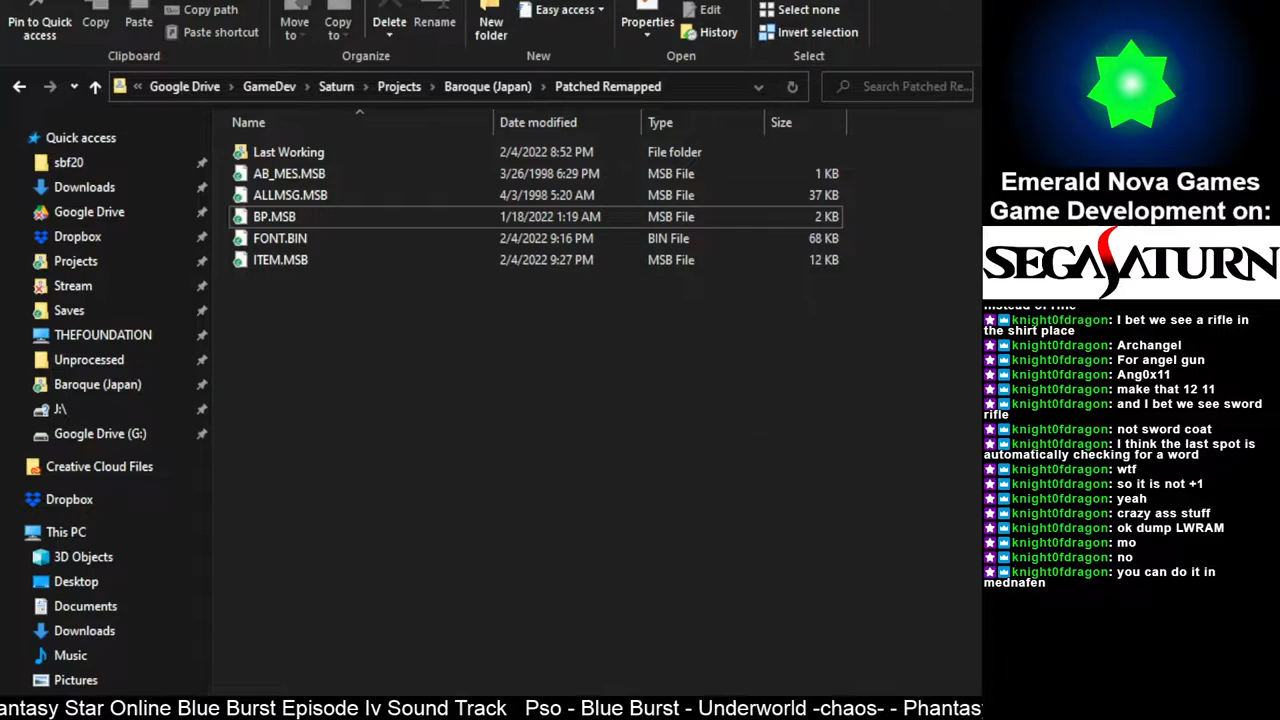 Pin to Quick access
Copy
Paste
Copy path
Paste shortcut
Clipboard
Move to
Copy to
Delete
Rename
Organize
New folder
Easy access
New
Properties
Edit
History
Open
Select none
Invert selection
Select
« Google Drive › GameDev › Saturn › Projects › Baroque (Japan) › Patched Remapped
Search Patched Re...
Name Date modified Type Size
Last Working 2/4/2022 8:52 PM File folder
AB_MES.MSB 3/26/1998 6:29 PM MSB File 1 KB
ALLMSG.MSB 4/3/1998 5:20 AM MSB File 37 KB
BP.MSB 1/18/2022 1:19 AM MSB File 2 KB
FONT.BIN 2/4/2022 9:16 PM BIN File 68 KB
ITEM.MSB 2/4/2022 9:27 PM MSB File 12 KB
Quick access
sbf20
Downloads
Google Drive
Dropbox
Projects
Stream
Saves
THEFOUNDATION
Unprocessed
Baroque (Japan)
J:\
Google Drive (G:)
Creative Cloud Files
Dropbox
This PC
3D Objects
Desktop
Documents
Downloads
Music
Pictures
Emerald Nova Games
Game Development on:
SEGA SATURN
knight0fdragon: I bet we see a rifle in
the shirt place
knight0fdragon: Archangel
knight0fdragon: For angel gun
knight0fdragon: Ang0x11
knight0fdragon: make that 12 11
knight0fdragon: and I bet we see sword
rifle
knight0fdragon: not sword coat
knight0fdragon: I think the last spot is
automatically checking for a word
knight0fdragon: wtf
knight0fdragon: so it is not +1
knight0fdragon: yeah
knight0fdragon: crazy ass stuff
knight0fdragon: ok dump LWRAM
knight0fdragon: mo
knight0fdragon: no
knight0fdragon: you can do it in
mednafen
antasy Star Online Blue Burst Episode Iv Sound Track Pso - Blue Burst - Underworld -chaos- - Phantasy